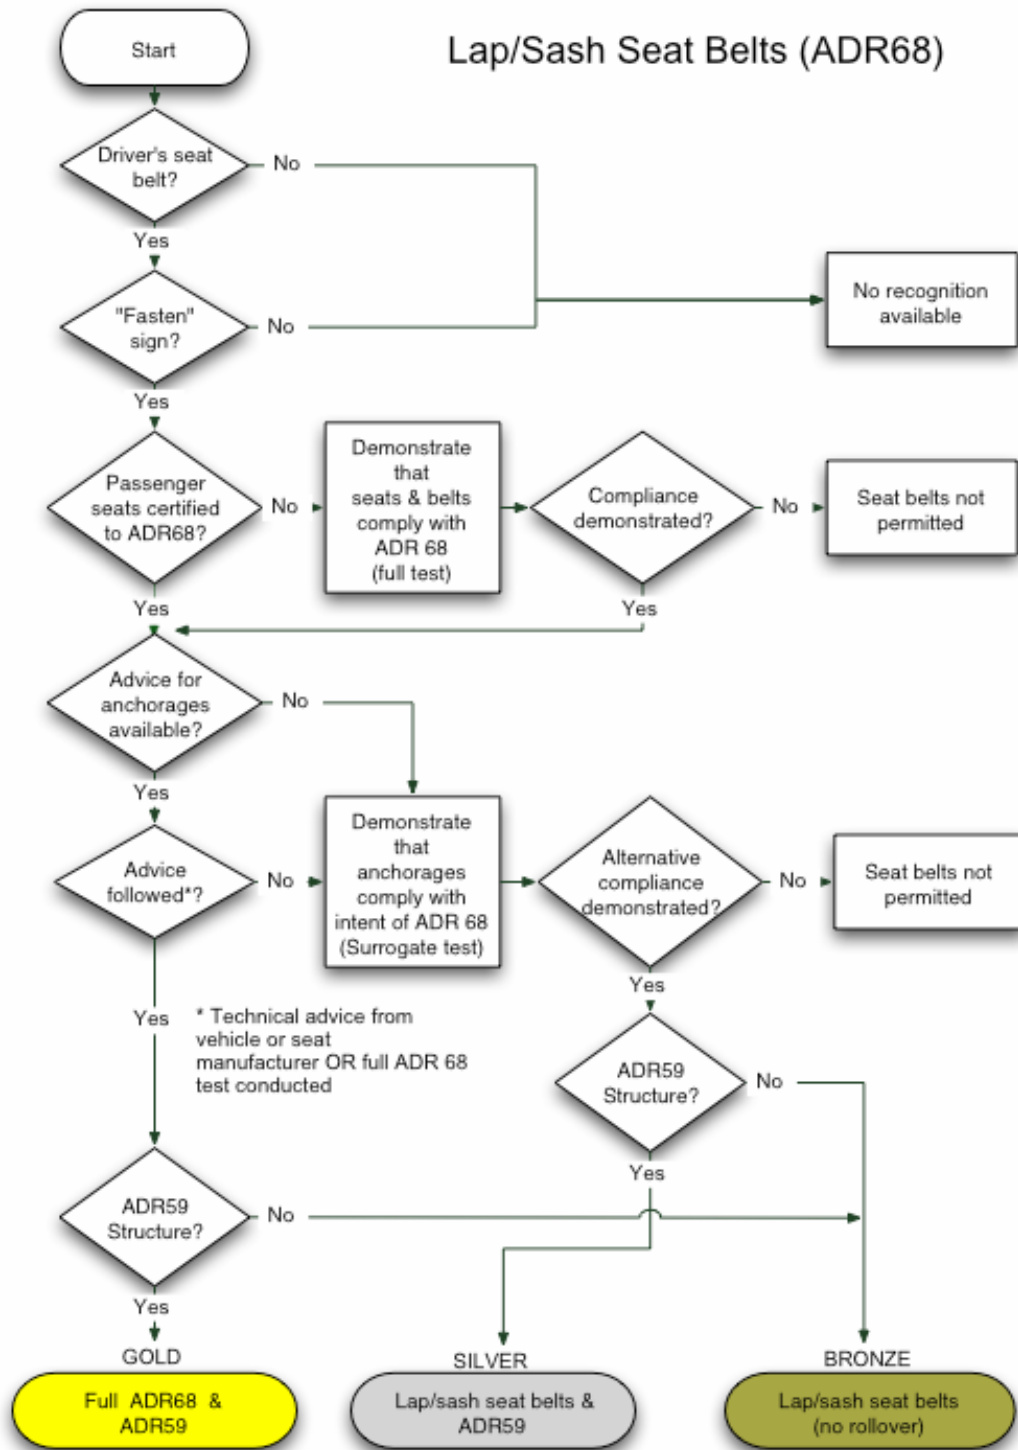 Lap/Sash Seat Belts (ADR68)
Start
Driver's seat
belt?
No
Yes
"Fasten"
sign?
No
No recognition
available
Yes
Passenger
seats certified
to ADR68?
No
Demonstrate
that
seats & belts
comply with
ADR 68
(full test)
Compliance
demonstrated?
No
Seat belts not
permitted
Yes
Yes
Advice for
anchorages
available?
No
Yes
Advice
followed*?
No
Demonstrate
that
anchorages
comply with
intent of ADR 68
(Surrogate test)
Alternative
compliance
demonstrated?
No
Seat belts not
permitted
Yes
Yes
* Technical advice from
vehicle or seat
manufacturer OR full ADR 68
test conducted
ADR59
Structure?
No
Yes
ADR59
Structure?
No
Yes
GOLD
Full ADR68 &
ADR59
SILVER
Lap/sash seat belts &
ADR59
BRONZE
Lap/sash seat belts
(no rollover)